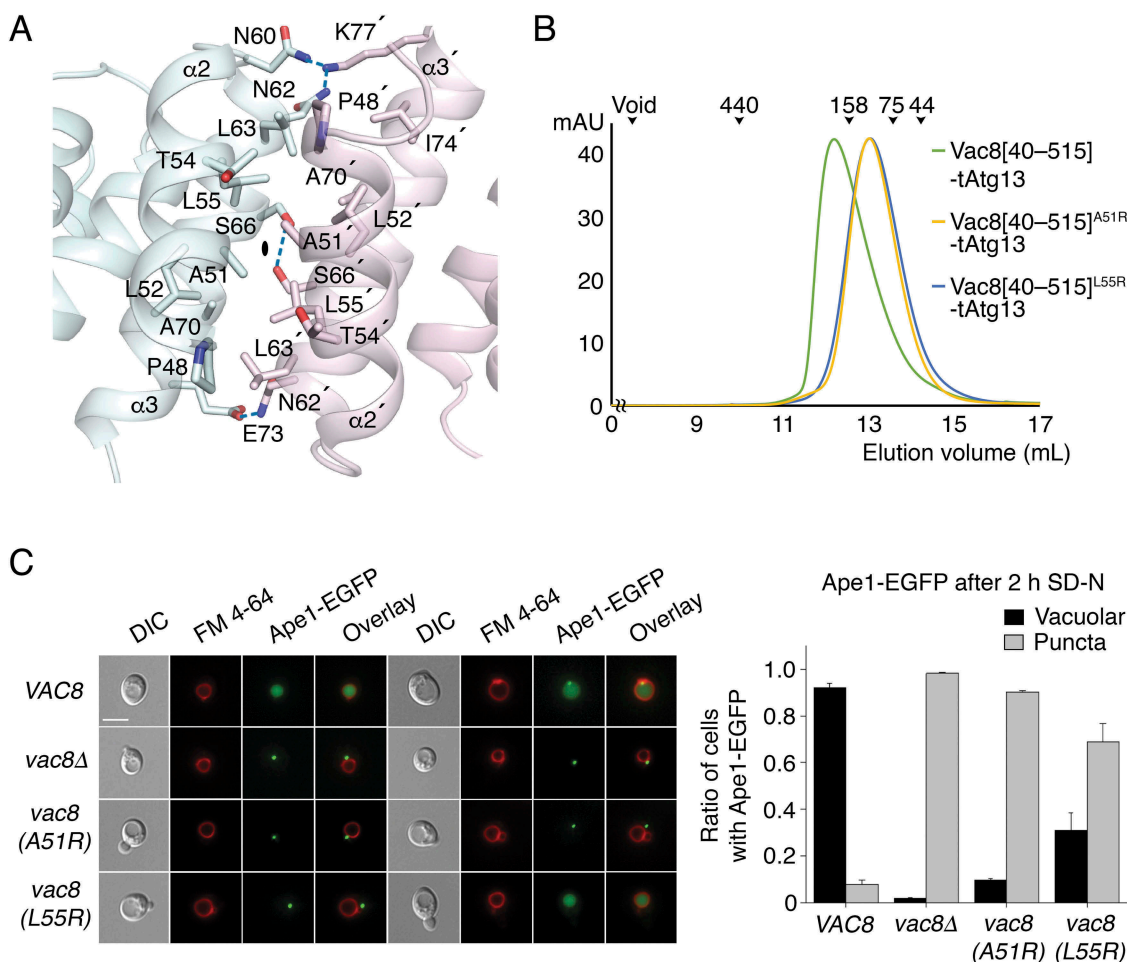 A
N60
K77´
α2
α3´
N62
P48´
L63
I74´
T54
A70´
L55
L52´
S66
A51´
A51
S66´
L52
L55´
A70
T54´
L63´
P48
N62´
α3
α2´
E73
B
Void 440 158 75 44
mAU
40
30
20
10
0
0 9 11 13 15 17
Elution volume (mL)
Vac8[40–515]
-tAtg13
Vac8[40–515]A51R
-tAtg13
Vac8[40–515]L55R
-tAtg13
C
DIC FM 4-64 Ape1-EGFP Overlay DIC FM 4-64 Ape1-EGFP Overlay
VAC8
vac8Δ
vac8
(A51R)
vac8
(L55R)
Ape1-EGFP after 2 h SD-N
Vacuolar
Puncta
Ratio of cells
with Ape1-EGFP
1.0
0.8
0.6
0.4
0.2
0
VAC8 vac8Δ vac8 vac8
(A51R) (L55R)